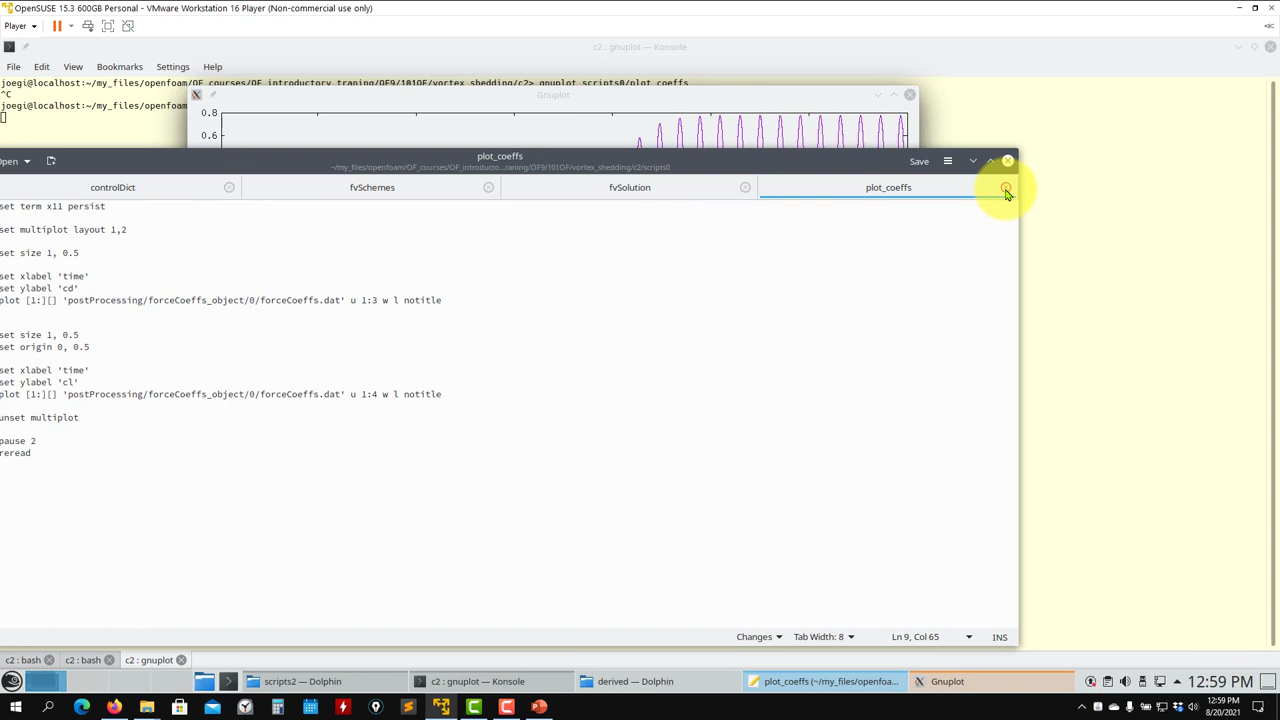 OpenSUSE 15.3 600GB Personal - VMware Workstation 16 Player (Non-commercial use only)
Player
c2 : gnuplot — Konsole
File Edit View Bookmarks Settings Help
joegi@localhost:~/my_files/openfoam/OF_courses/OF_introductory_traning/OF9/101OF/vortex_shedding/c2> gnuplot scripts0/plot_coeffs
^C
joegi@localhost:~/my_files/openfoam
Gnuplot
0.8
0.6
Open
plot_coeffs
~/my_files/openfoam/OF_courses/OF_introducto...raning/OF9/101OF/vortex_shedding/c2/scripts0
Save
controlDict fvSchemes fvSolution plot_coeffs
set term x11 persist
set multiplot layout 1,2
set size 1, 0.5
set xlabel 'time'
set ylabel 'cd'
plot [1:][] 'postProcessing/forceCoeffs_object/0/forceCoeffs.dat' u 1:3 w l notitle
set size 1, 0.5
set origin 0, 0.5
set xlabel 'time'
set ylabel 'cl'
plot [1:][] 'postProcessing/forceCoeffs_object/0/forceCoeffs.dat' u 1:4 w l notitle
unset multiplot
pause 2
reread
Changes Tab Width: 8 Ln 9, Col 65 INS
c2 : bash c2 : bash c2 : gnuplot
scripts2 — Dolphin c2 : gnuplot — Konsole derived — Dolphin plot_coeffs (~/my_files/openfoa... Gnuplot 12:59 PM
12:59 PM
8/20/2021